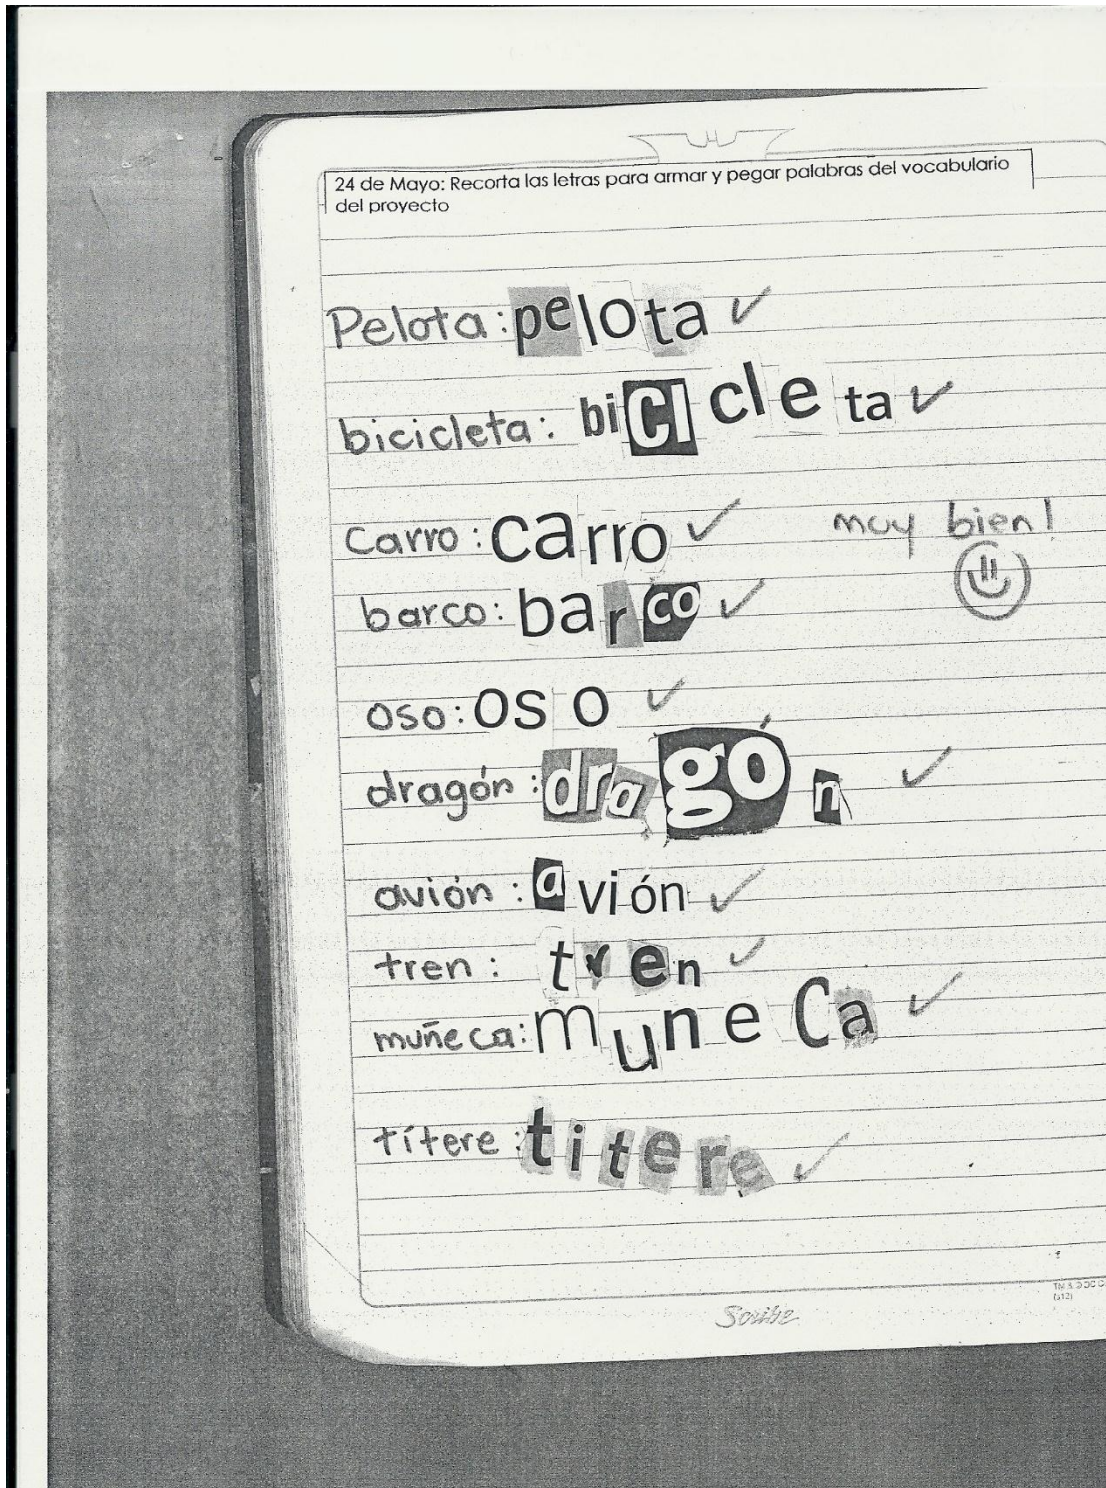 24 de Mayo: Recorta las letras para armar y pegar palabras del vocabulario
del proyecto
Pelota: pelota
bicicleta: biCIcleta
Carro: carro muy bien!
barco: barco
oso: oso
dragón: dragón
avión: avión
tren: tren
muñeca: muneCa
títere: titere
Scribe